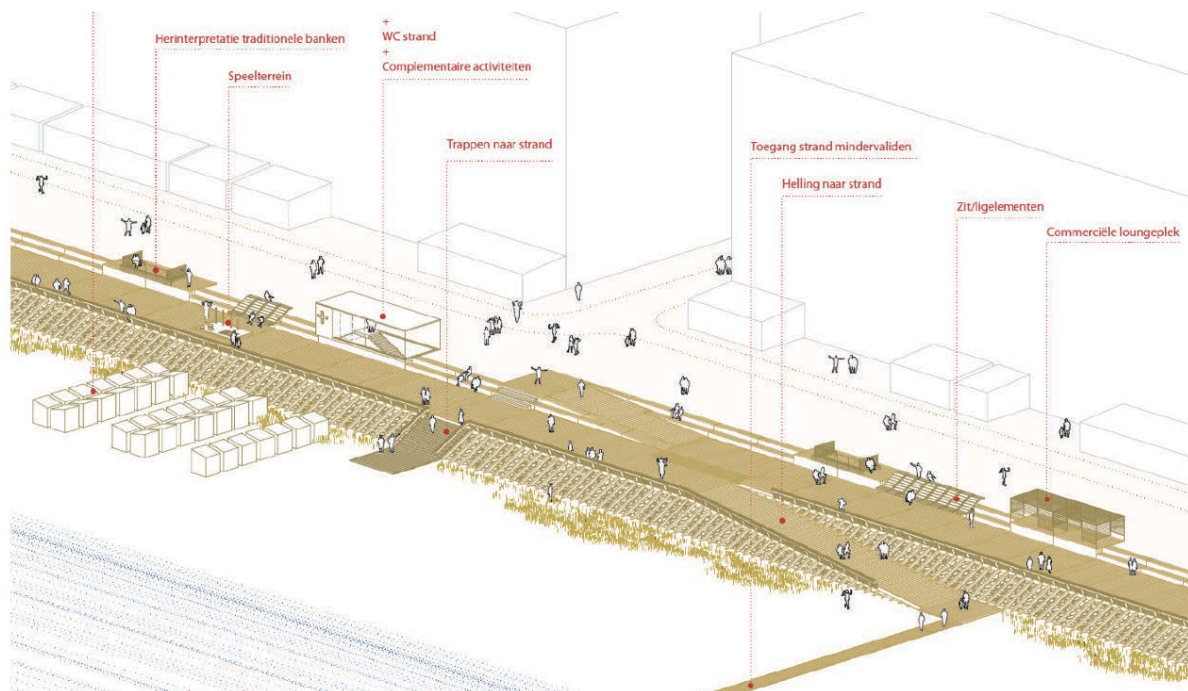 Herinterpretatie traditionele banken
+
WC strand
+
Complementaire activiteiten
Speelterrein
Trappen naar strand
Toegang strand mindervaliden
Helling naar strand
Zit/ligelementen
Commerciële loungeplek